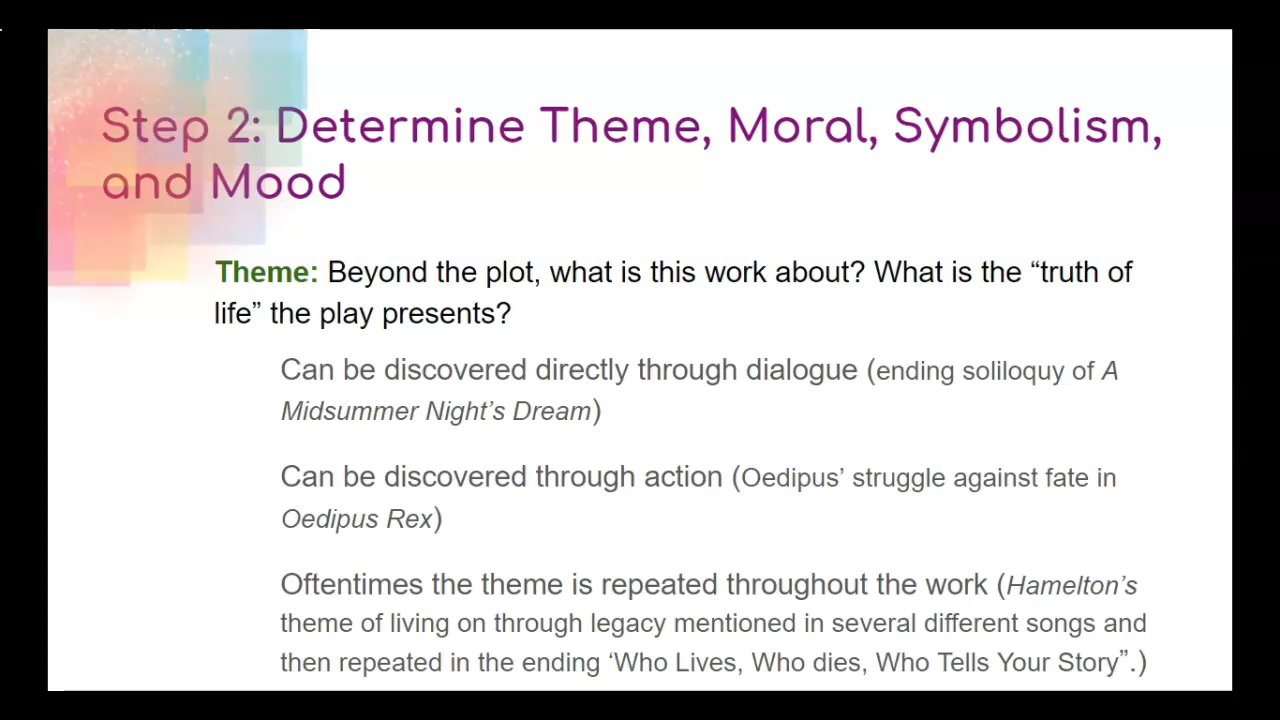 Step 2: Determine Theme, Moral, Symbolism,
and Mood
Theme: Beyond the plot, what is this work about? What is the “truth of
life” the play presents?
Can be discovered directly through dialogue (ending soliloquy of A
Midsummer Night’s Dream)
Can be discovered through action (Oedipus’ struggle against fate in
Oedipus Rex)
Oftentimes the theme is repeated throughout the work (Hamelton’s
theme of living on through legacy mentioned in several different songs and
then repeated in the ending ‘Who Lives, Who dies, Who Tells Your Story”.)